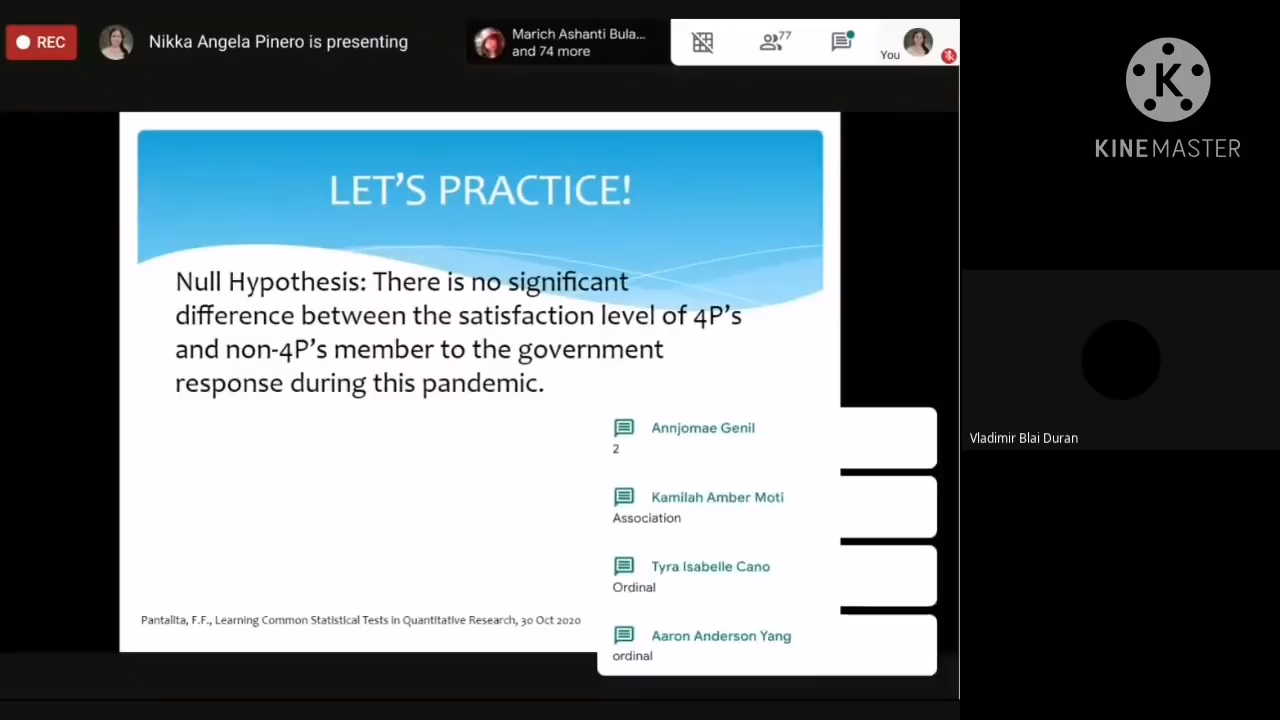 REC
Nikka Angela Pinero is presenting
Marich Ashanti Bula...
and 74 more
77
You
K
KINEMASTER
LET'S PRACTICE!
Null Hypothesis: There is no significant
difference between the satisfaction level of 4P's
and non-4P's member to the government
response during this pandemic.
Annjomae Genil
2
Kamilah Amber Moti
Association
Tyra Isabelle Cano
Ordinal
Aaron Anderson Yang
ordinal
Vladimir Blai Duran
Pantalita, F.F., Learning Common Statistical Tests in Quantitative Research, 30 Oct 2020